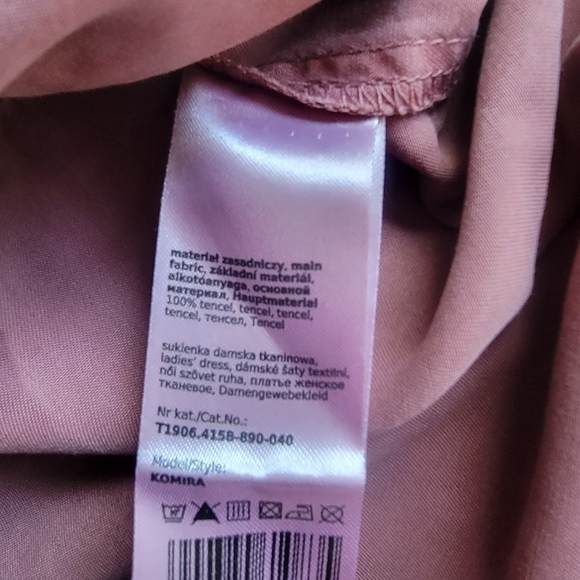 materiał zasadniczy, main
fabric, základní materiál,
alkotóanyaga, основной
материал, Hauptmaterial
100% tencel, tencel, tencel,
tencel, тенсел, Tencel
sukienka damska tkaninowa,
ladies' dress, dámské šaty textilní,
női szövet ruha, платье женское
тканевое, Damengewebekleid
Nr kat./Cat.No.:
T1906.4158-890-040
Model/Style:
KOMIRA